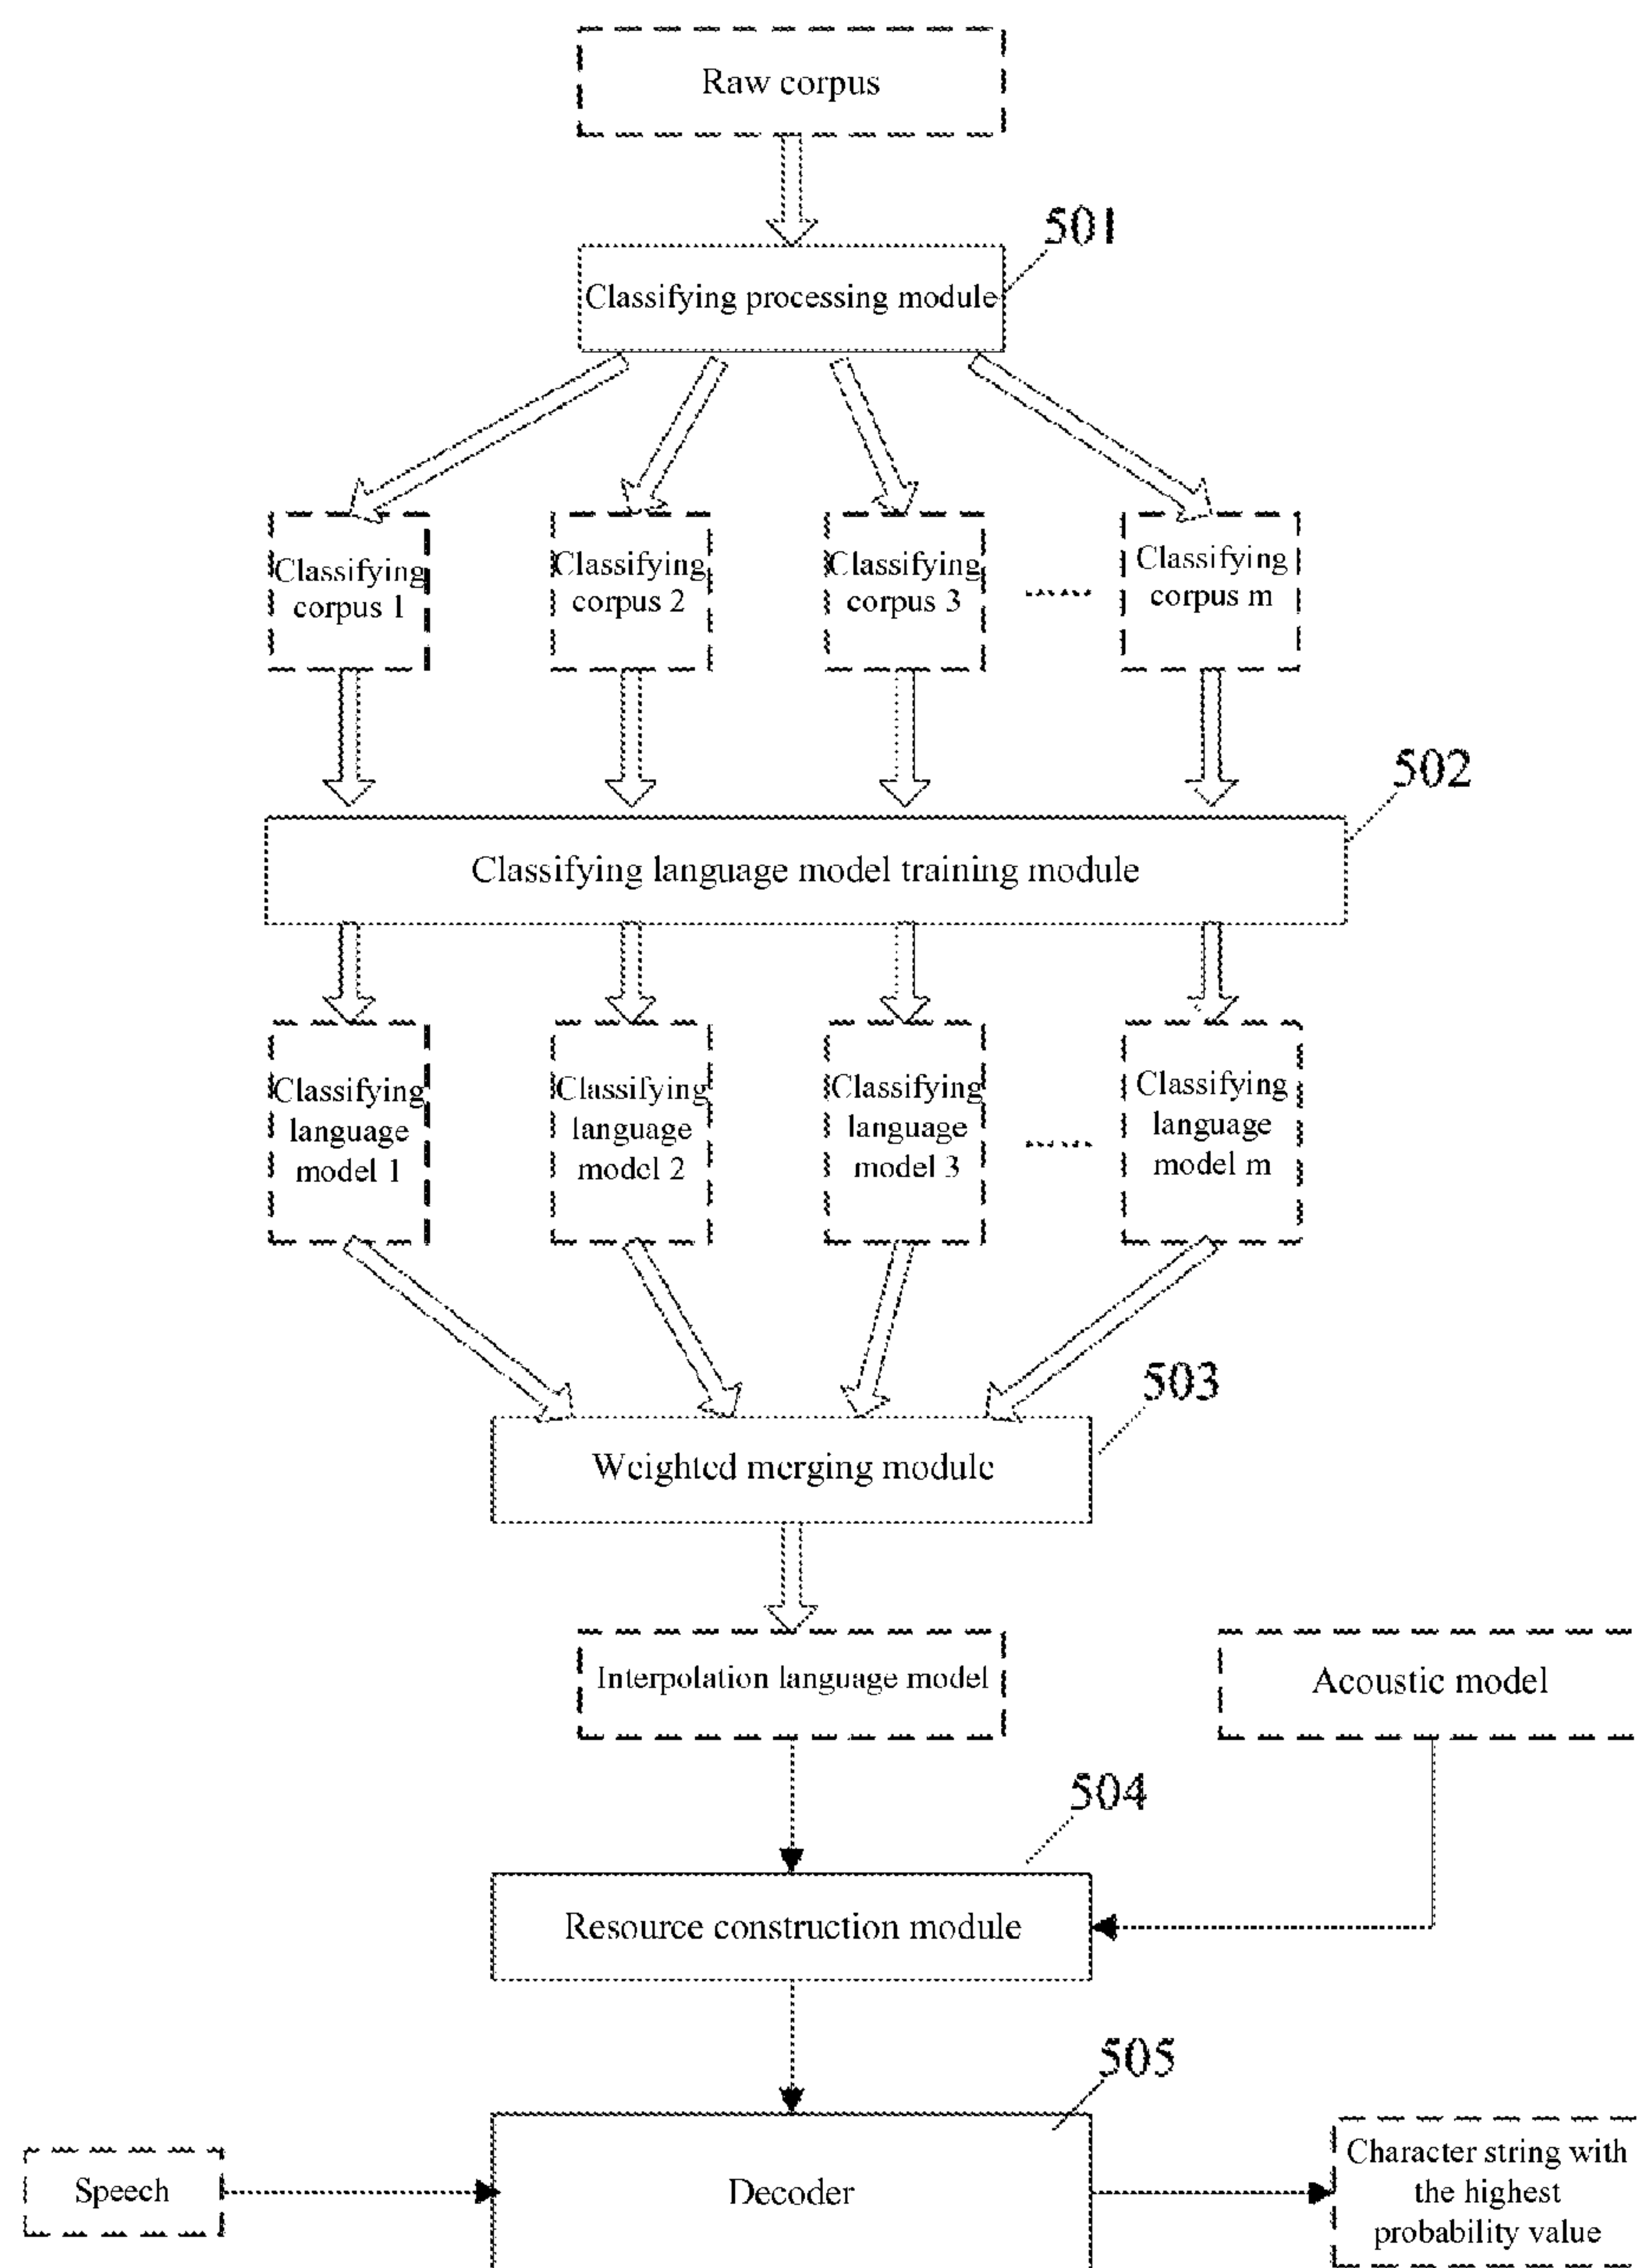 Raw corpus
501
Classifying processing module
Classifying
corpus 1
Classifying
corpus 2
Classifying
corpus 3
......
Classifying
corpus m
502
Classifying language model training module
Classifying
language
model 1
Classifying
language
model 2
Classifying
language
model 3
......
Classifying
language
model m
503
Weighted merging module
Interpolation language model
Acoustic model
504
Resource construction module
505
Speech
Decoder
Character string with
the highest
probability value